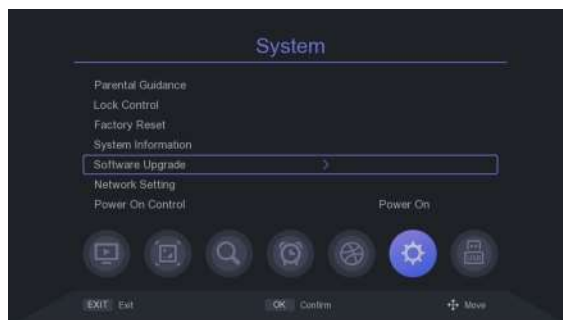 System
Parental Guidance
Lock Control
Factory Reset
System Information
Software Upgrade
Network Setting
Power On Control Power On
USB
EXIT Exit OK Confirm Move